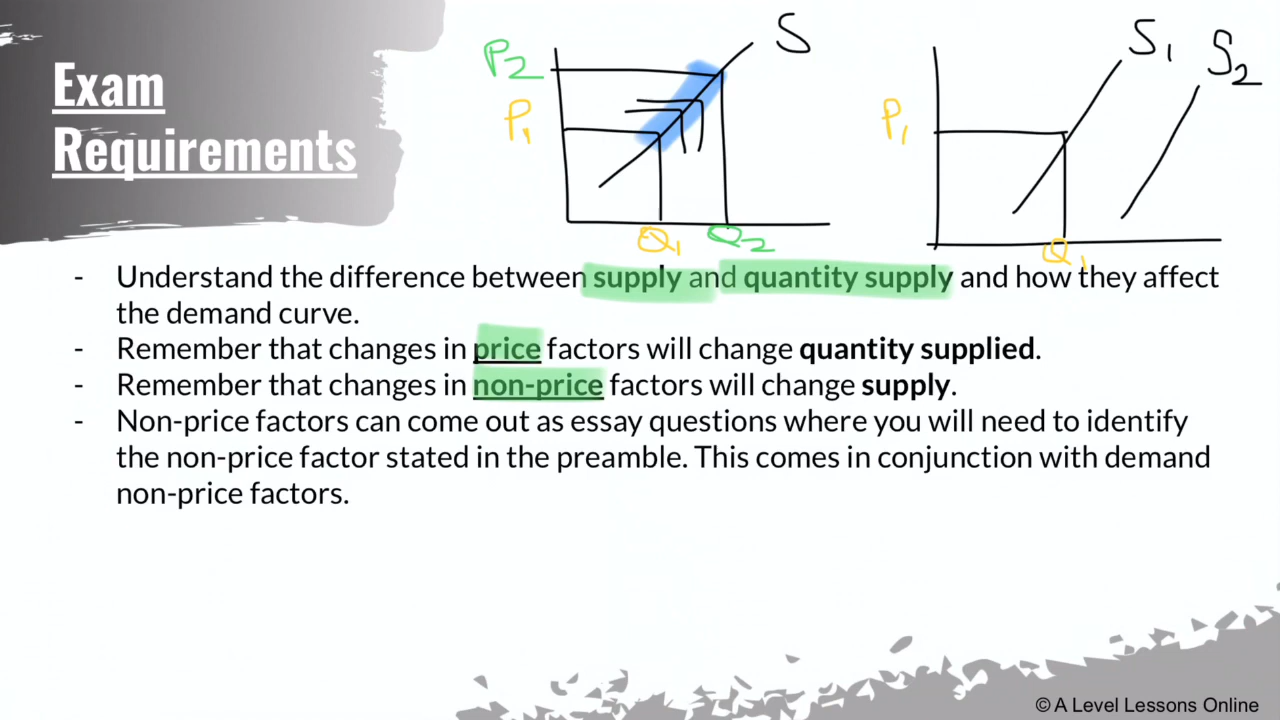 Exam
Requirements
P2
P1
S
Q1
Q2
P1
S1
S2
Q1
- Understand the difference between supply and quantity supply and how they affect
the demand curve.
- Remember that changes in price factors will change quantity supplied.
- Remember that changes in non-price factors will change supply.
- Non-price factors can come out as essay questions where you will need to identify
the non-price factor stated in the preamble. This comes in conjunction with demand
non-price factors.
© A Level Lessons Online